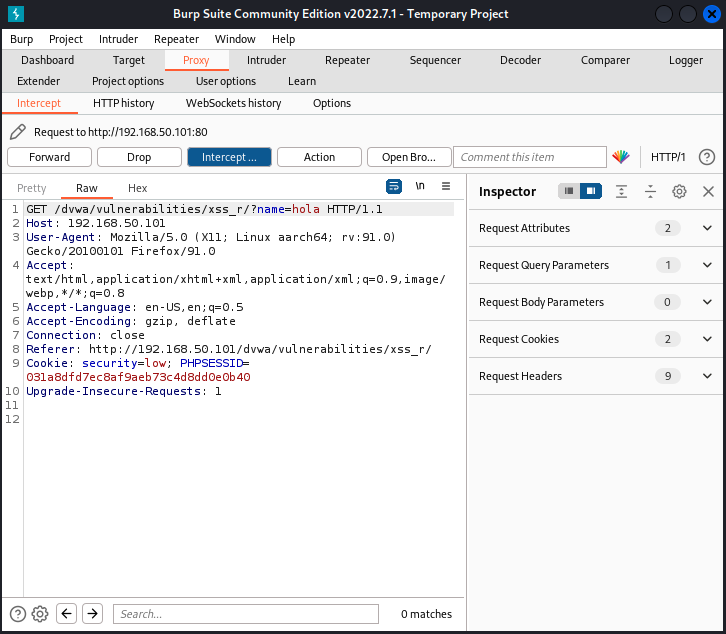 Burp Suite Community Edition v2022.7.1 - Temporary Project
Burp Project Intruder Repeater Window Help
Dashboard Target Proxy Intruder Repeater Sequencer Decoder Comparer Logger
Extender Project options User options Learn
Intercept HTTP history WebSockets history Options
Request to http://192.168.50.101:80
Forward Drop Intercept ... Action Open Bro... Comment this item HTTP/1 ?
Pretty Raw Hex \n
Inspector
1 GET /dvwa/vulnerabilities/xss_r/?name=hola HTTP/1.1
2 Host: 192.168.50.101
3 User-Agent: Mozilla/5.0 (X11; Linux aarch64; rv:91.0)
Gecko/20100101 Firefox/91.0
4 Accept:
text/html,application/xhtml+xml,application/xml;q=0.9,image/
webp,*/*;q=0.8
5 Accept-Language: en-US,en;q=0.5
6 Accept-Encoding: gzip, deflate
7 Connection: close
8 Referer: http://192.168.50.101/dvwa/vulnerabilities/xss_r/
9 Cookie: security=low; PHPSESSID=
031a8dfd7ec8af9aeb73c4d8dd0e0b40
10 Upgrade-Insecure-Requests: 1
11
12
Request Attributes 2
Request Query Parameters 1
Request Body Parameters 0
Request Cookies 2
Request Headers 9
? Search... 0 matches